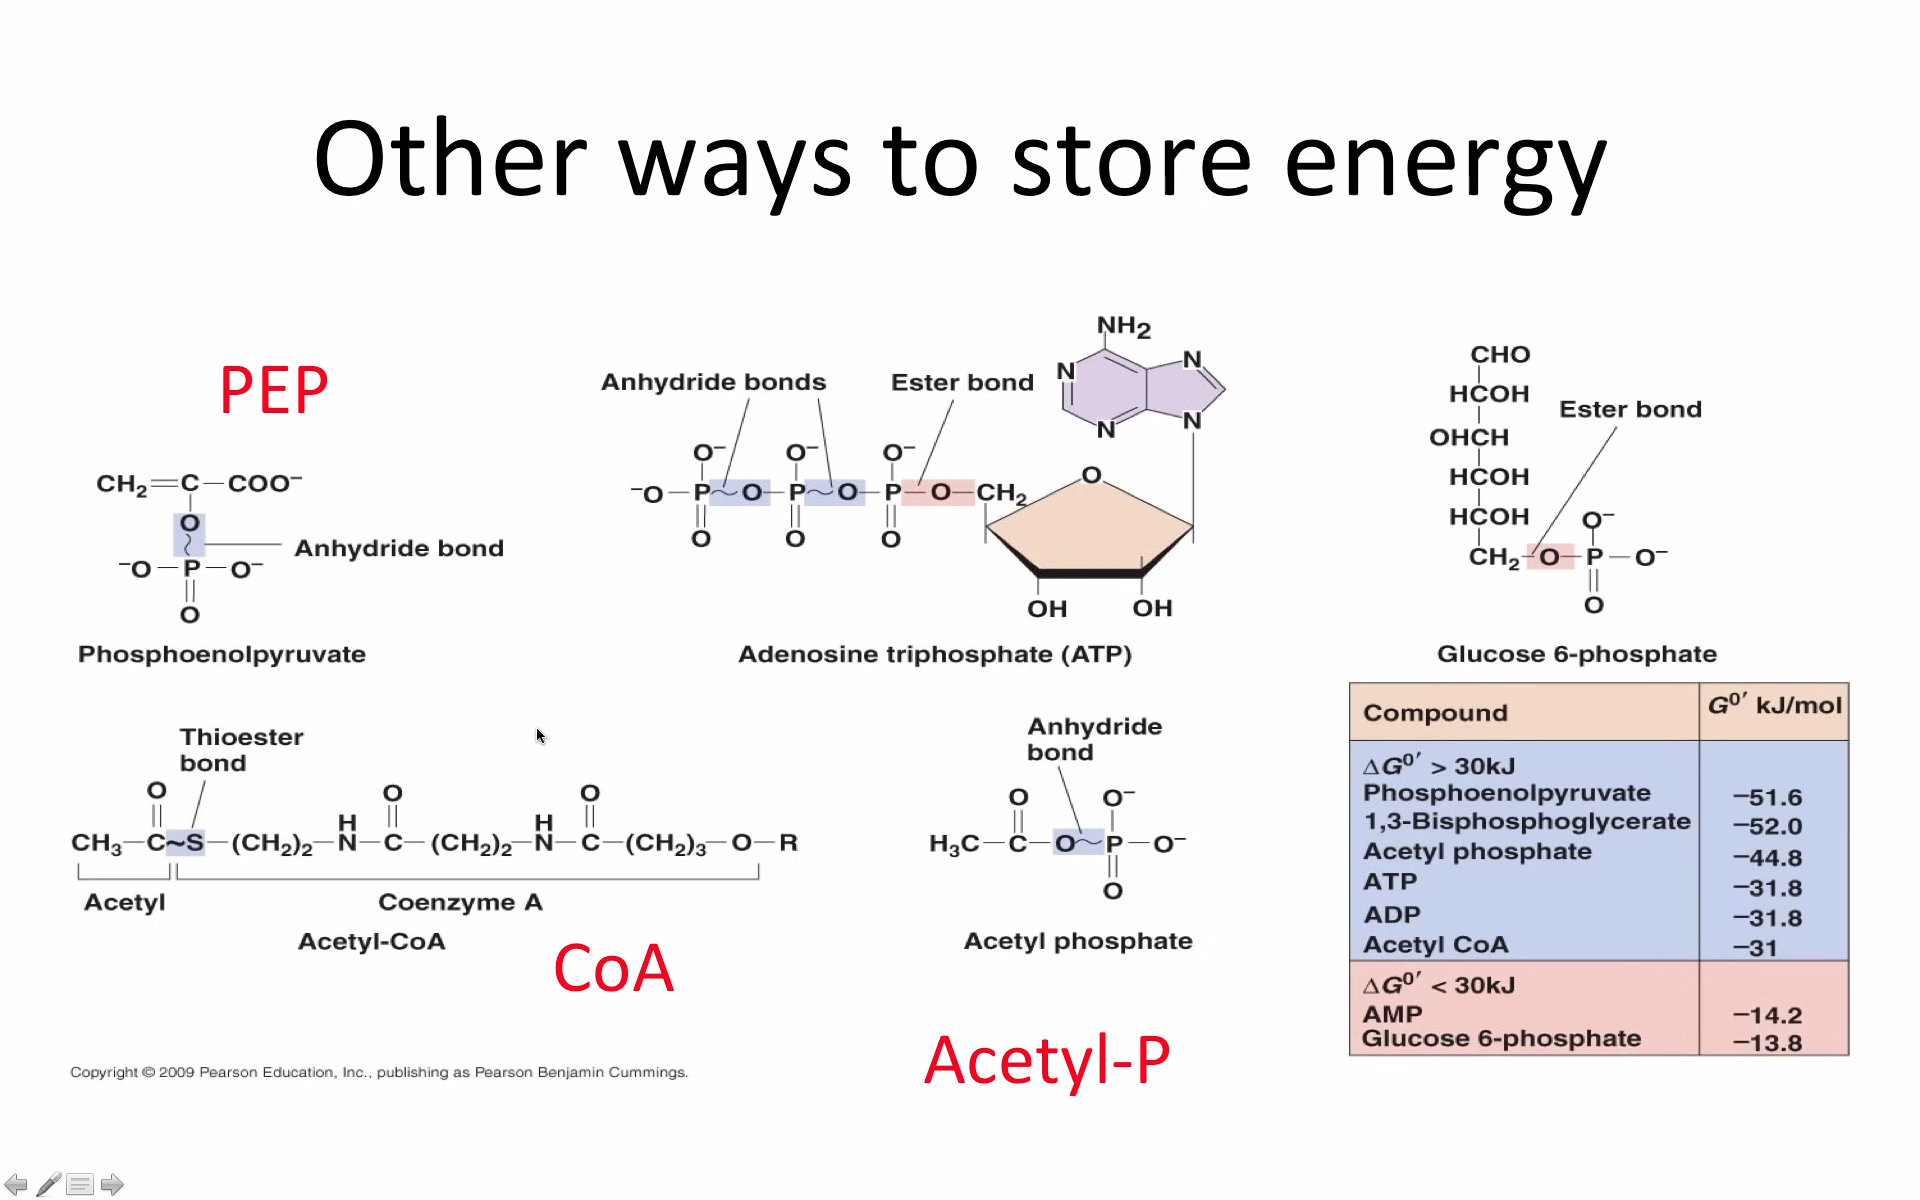 Other ways to store energy
PEP
CH2=C—COO−
O
−O—P—O−
O
Anhydride bond
Phosphoenolpyruvate
Anhydride bonds
Ester bond
NH2
N
N
N
N
O− O− O−
−O—P~O—P~O—P—O—CH2
O O O
O
OH OH
Adenosine triphosphate (ATP)
CHO
HCOH
OHCH
HCOH
HCOH
CH2—O—P—O−
O−
O
Ester bond
Glucose 6-phosphate
Thioester
bond
O O O
H H
CH3—C~S—(CH2)2—N—C—(CH2)2—N—C—(CH2)3—O—R
Acetyl
Coenzyme A
Acetyl-CoA
CoA
Anhydride
bond
O O−
H3C—C—O~P—O−
O
Acetyl phosphate
Acetyl-P
Compound G0′ kJ/mol
ΔG0′ > 30kJ
Phosphoenolpyruvate −51.6
1,3-Bisphosphoglycerate −52.0
Acetyl phosphate −44.8
ATP −31.8
ADP −31.8
Acetyl CoA −31
ΔG0′ < 30kJ
AMP −14.2
Glucose 6-phosphate −13.8
Copyright © 2009 Pearson Education, Inc., publishing as Pearson Benjamin Cummings.